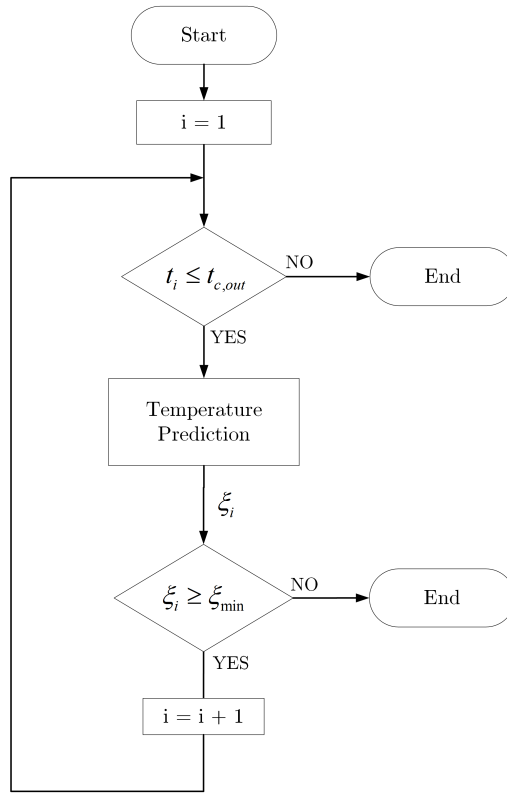 Start
i = 1
t_i ≤ t_{c,out}
NO
End
YES
Temperature
Prediction
ξ_i
ξ_i ≥ ξ_min
NO
End
YES
i = i + 1